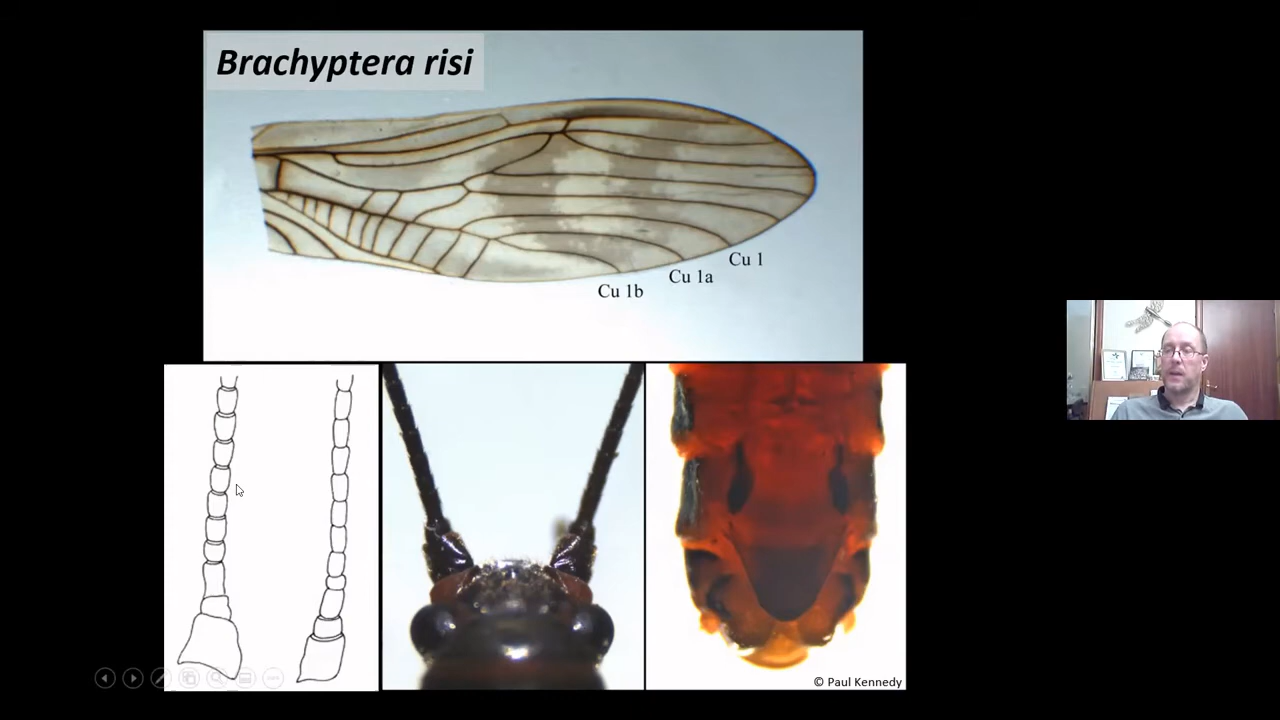 Brachyptera risi
Cu 1
Cu 1a
Cu 1b
© Paul Kennedy